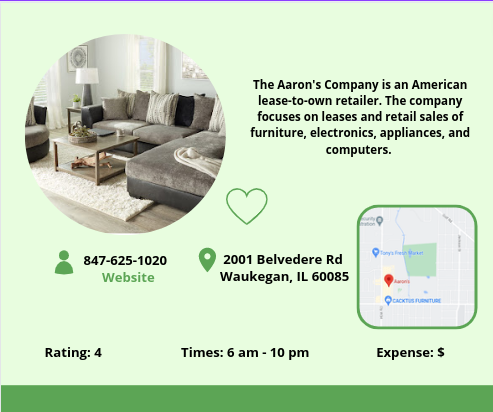 The Aaron's Company is an American
lease-to-own retailer. The company
focuses on leases and retail sales of
furniture, electronics, appliances, and
computers.
847-625-1020
Website
2001 Belvedere Rd
Waukegan, IL 60085
Tony's Fresh Market
Aaron's
CACKTUS FURNITURE
Rating: 4
Times: 6 am - 10 pm
Expense: $